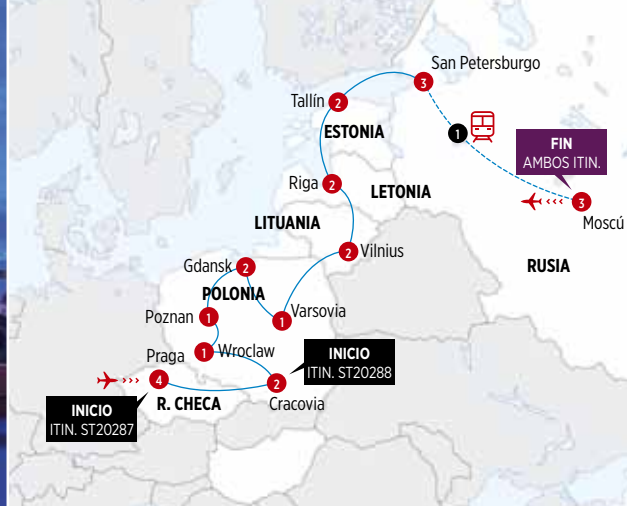 San Petersburgo
3
Tallín
2
ESTONIA
1
FIN
AMBOS ITIN.
Riga
2
LETONIA
3
Moscú
LITUANIA
2
Vilnius
RUSIA
Gdansk
2
POLONIA
Poznan
1
1
Varsovia
Praga
1
Wroclaw
INICIO
ITIN. ST20288
4
2
Cracovia
R. CHECA
INICIO
ITIN. ST20287